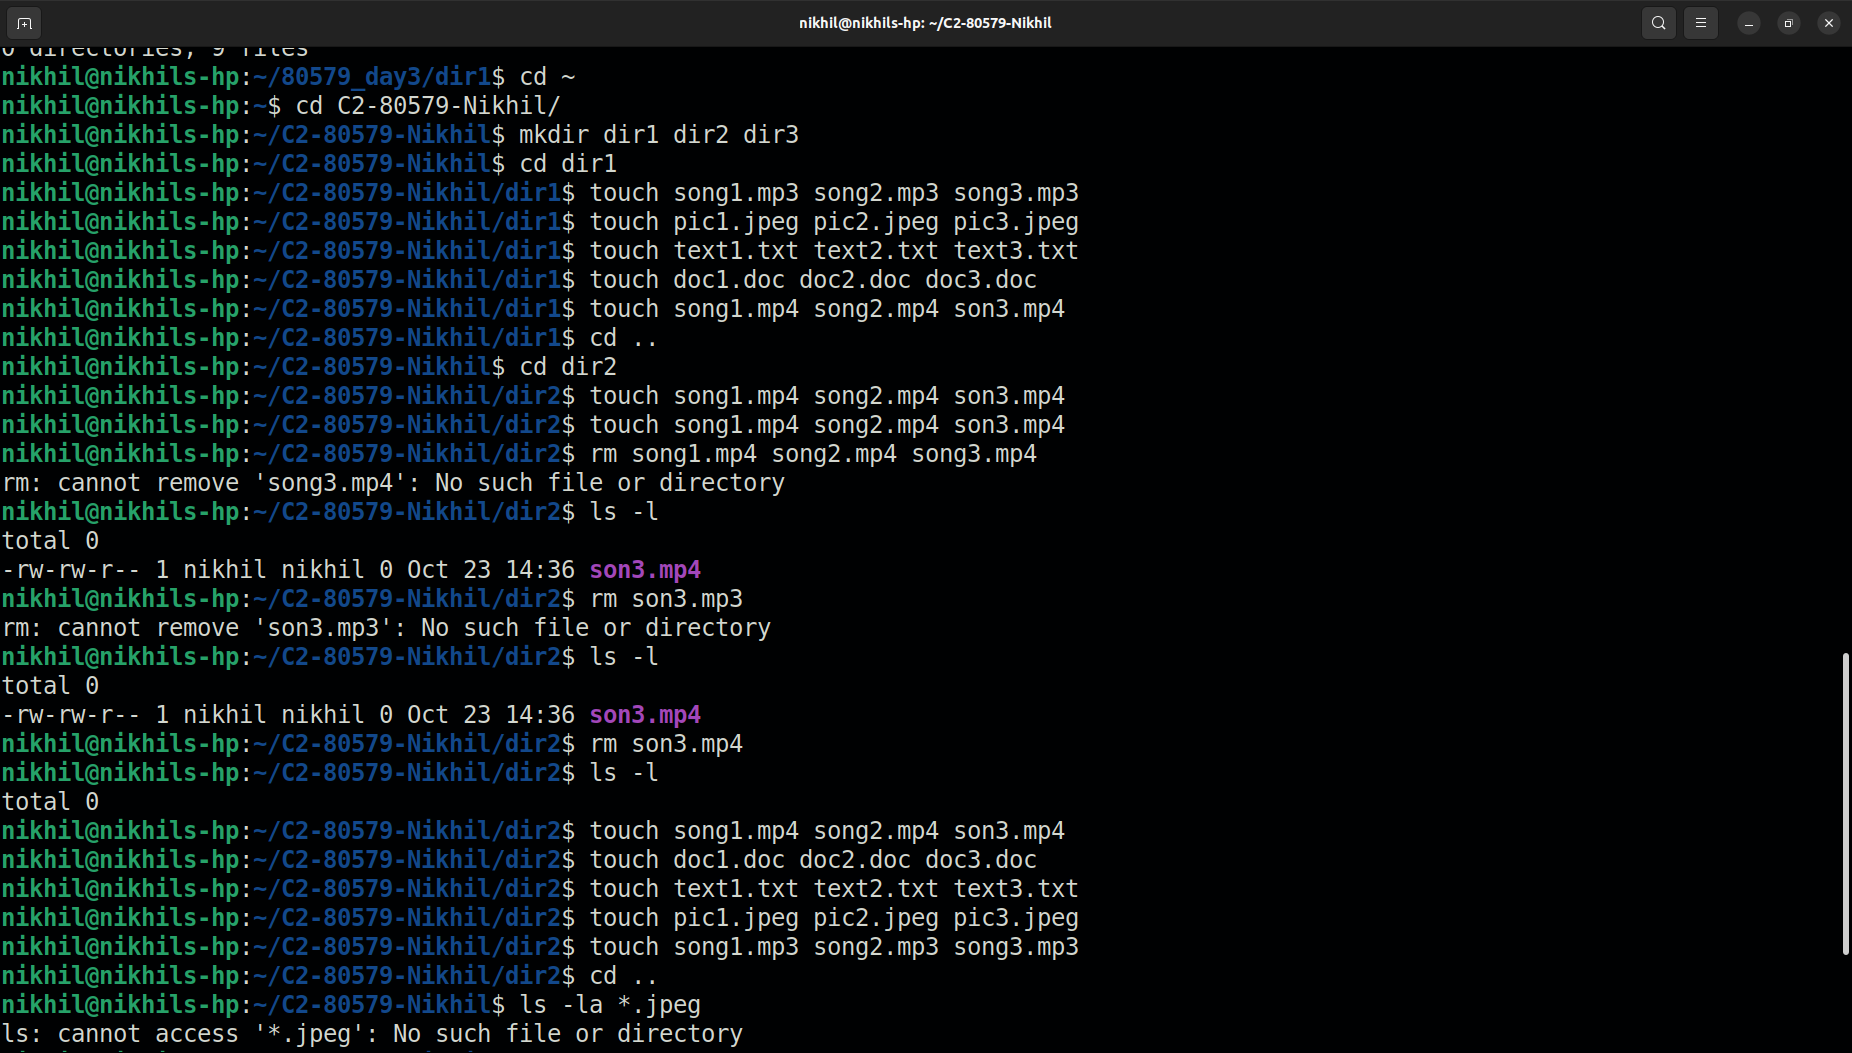 nikhil@nikhils-hp: ~/C2-80579-Nikhil
0 directories, 9 files
nikhil@nikhils-hp:~/80579_day3/dir1$ cd ~
nikhil@nikhils-hp:~$ cd C2-80579-Nikhil/
nikhil@nikhils-hp:~/C2-80579-Nikhil$ mkdir dir1 dir2 dir3
nikhil@nikhils-hp:~/C2-80579-Nikhil$ cd dir1
nikhil@nikhils-hp:~/C2-80579-Nikhil/dir1$ touch song1.mp3 song2.mp3 song3.mp3
nikhil@nikhils-hp:~/C2-80579-Nikhil/dir1$ touch pic1.jpeg pic2.jpeg pic3.jpeg
nikhil@nikhils-hp:~/C2-80579-Nikhil/dir1$ touch text1.txt text2.txt text3.txt
nikhil@nikhils-hp:~/C2-80579-Nikhil/dir1$ touch doc1.doc doc2.doc doc3.doc
nikhil@nikhils-hp:~/C2-80579-Nikhil/dir1$ touch song1.mp4 song2.mp4 son3.mp4
nikhil@nikhils-hp:~/C2-80579-Nikhil/dir1$ cd ..
nikhil@nikhils-hp:~/C2-80579-Nikhil$ cd dir2
nikhil@nikhils-hp:~/C2-80579-Nikhil/dir2$ touch song1.mp4 song2.mp4 son3.mp4
nikhil@nikhils-hp:~/C2-80579-Nikhil/dir2$ touch song1.mp4 song2.mp4 son3.mp4
nikhil@nikhils-hp:~/C2-80579-Nikhil/dir2$ rm song1.mp4 song2.mp4 song3.mp4
rm: cannot remove 'song3.mp4': No such file or directory
nikhil@nikhils-hp:~/C2-80579-Nikhil/dir2$ ls -l
total 0
-rw-rw-r-- 1 nikhil nikhil 0 Oct 23 14:36 son3.mp4
nikhil@nikhils-hp:~/C2-80579-Nikhil/dir2$ rm son3.mp3
rm: cannot remove 'son3.mp3': No such file or directory
nikhil@nikhils-hp:~/C2-80579-Nikhil/dir2$ ls -l
total 0
-rw-rw-r-- 1 nikhil nikhil 0 Oct 23 14:36 son3.mp4
nikhil@nikhils-hp:~/C2-80579-Nikhil/dir2$ rm son3.mp4
nikhil@nikhils-hp:~/C2-80579-Nikhil/dir2$ ls -l
total 0
nikhil@nikhils-hp:~/C2-80579-Nikhil/dir2$ touch song1.mp4 song2.mp4 son3.mp4
nikhil@nikhils-hp:~/C2-80579-Nikhil/dir2$ touch doc1.doc doc2.doc doc3.doc
nikhil@nikhils-hp:~/C2-80579-Nikhil/dir2$ touch text1.txt text2.txt text3.txt
nikhil@nikhils-hp:~/C2-80579-Nikhil/dir2$ touch pic1.jpeg pic2.jpeg pic3.jpeg
nikhil@nikhils-hp:~/C2-80579-Nikhil/dir2$ touch song1.mp3 song2.mp3 song3.mp3
nikhil@nikhils-hp:~/C2-80579-Nikhil/dir2$ cd ..
nikhil@nikhils-hp:~/C2-80579-Nikhil$ ls -la *.jpeg
ls: cannot access '*.jpeg': No such file or directory